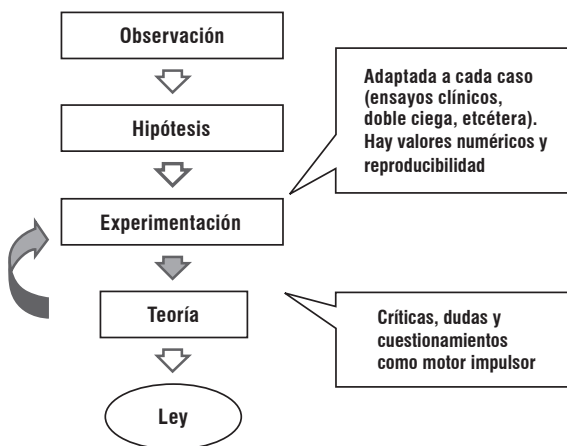 Observación
Hipótesis
Experimentación
Teoría
Ley
Adaptada a cada caso
(ensayos clínicos,
doble ciega, etcétera).
Hay valores numéricos y
reproducibilidad
Críticas, dudas y
cuestionamientos
como motor impulsor